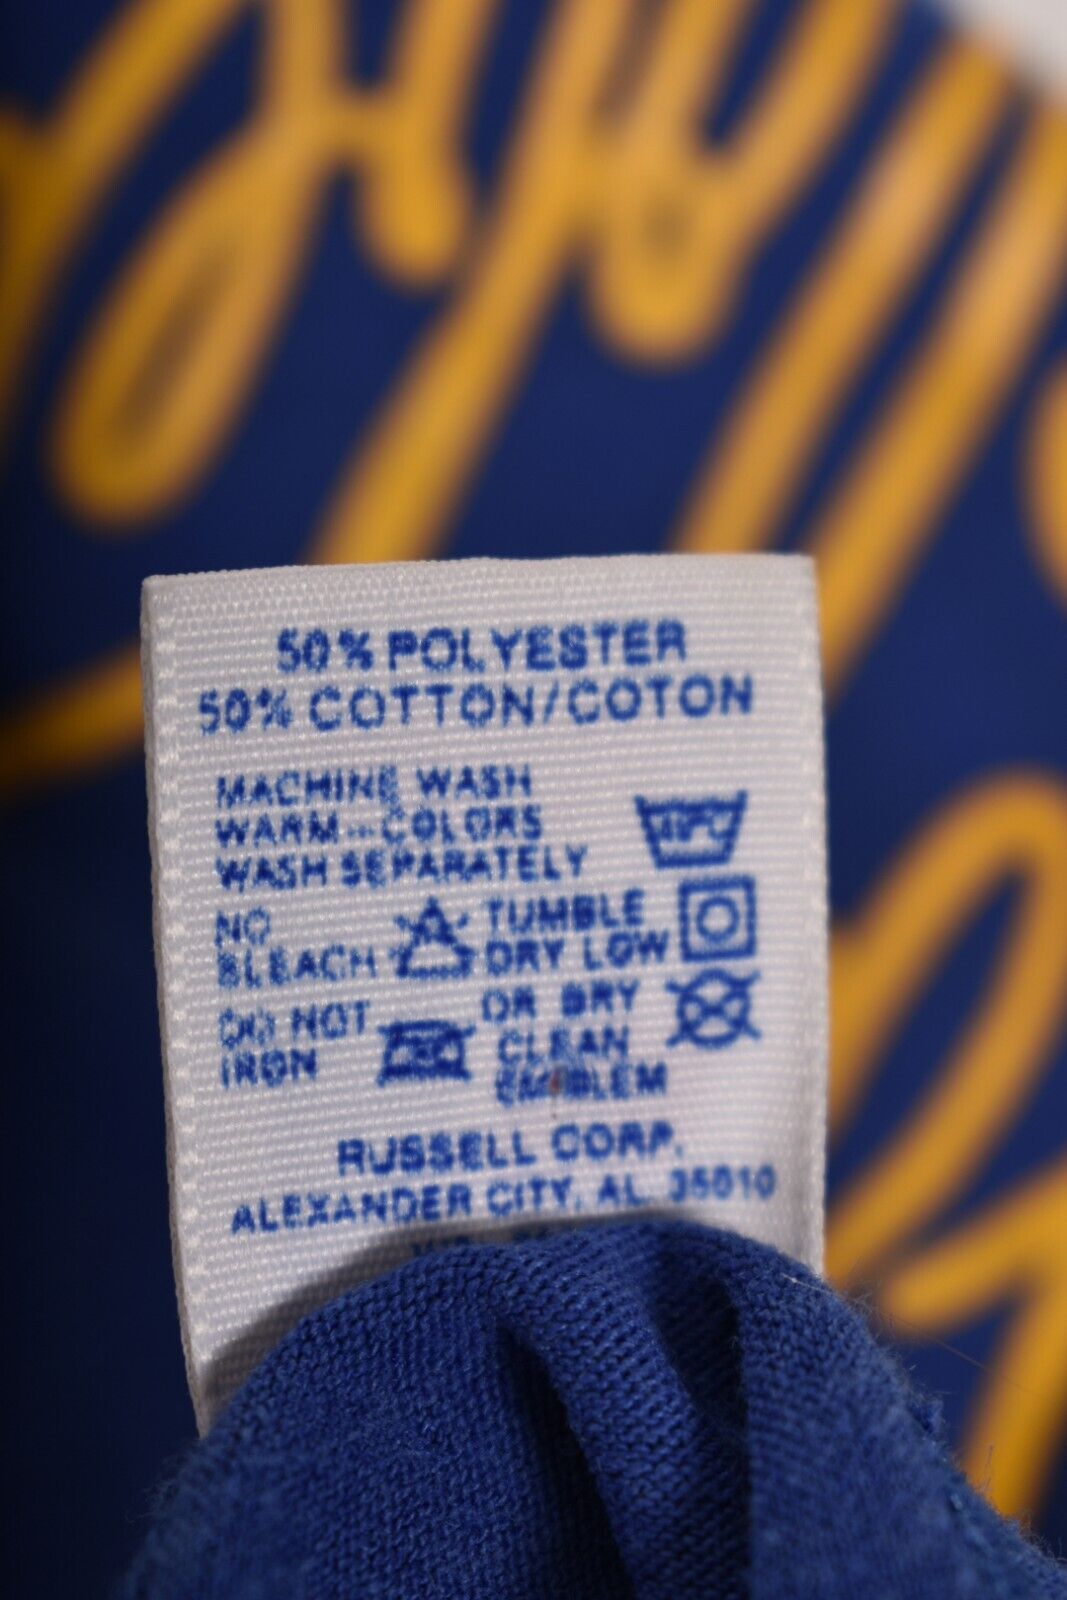 50% POLYESTER
50% COTTON/COTON
MACHINE WASH
WARM...COLORS
WASH SEPARATELY
NO
BLEACH
TUMBLE
DRY LOW
DO NOT
IRON
OR DRY
CLEAN
EMBLEM
RUSSELL CORP.
ALEXANDER CITY, AL 35010